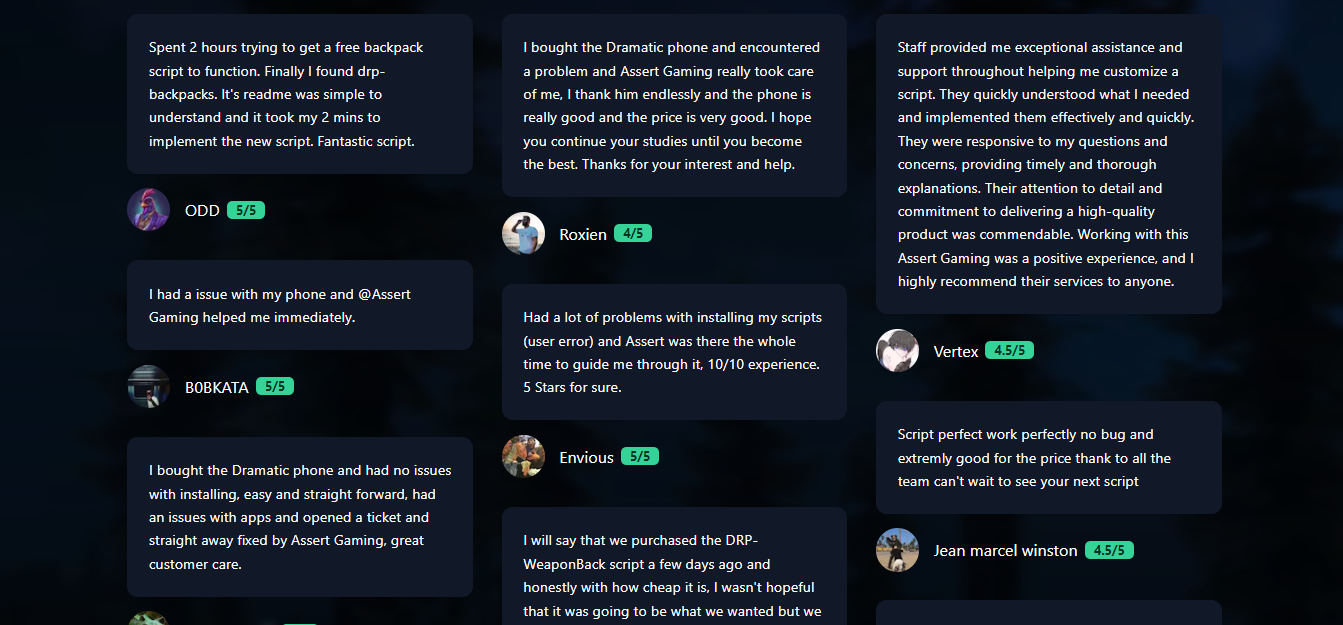 Spent 2 hours trying to get a free backpack
script to function. Finally I found drp-
backpacks. It's readme was simple to
understand and it took my 2 mins to
implement the new script. Fantastic script.
ODD 5/5
I had a issue with my phone and @Assert
Gaming helped me immediately.
B0BKATA 5/5
I bought the Dramatic phone and had no issues
with installing, easy and straight forward, had
an issues with apps and opened a ticket and
straight away fixed by Assert Gaming, great
customer care.
I bought the Dramatic phone and encountered
a problem and Assert Gaming really took care
of me, I thank him endlessly and the phone is
really good and the price is very good. I hope
you continue your studies until you become
the best. Thanks for your interest and help.
Roxien 4/5
Had a lot of problems with installing my scripts
(user error) and Assert was there the whole
time to guide me through it, 10/10 experience.
5 Stars for sure.
Envious 5/5
I will say that we purchased the DRP-
WeaponBack script a few days ago and
honestly with how cheap it is, I wasn't hopeful
that it was going to be what we wanted but we
Staff provided me exceptional assistance and
support throughout helping me customize a
script. They quickly understood what I needed
and implemented them effectively and quickly.
They were responsive to my questions and
concerns, providing timely and thorough
explanations. Their attention to detail and
commitment to delivering a high-quality
product was commendable. Working with this
Assert Gaming was a positive experience, and I
highly recommend their services to anyone.
Vertex 4.5/5
Script perfect work perfectly no bug and
extremly good for the price thank to all the
team can't wait to see your next script
Jean marcel winston 4.5/5